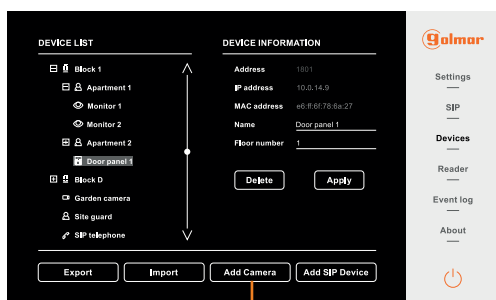 DEVICE LIST
Block 1
Apartment 1
Monitor 1
Monitor 2
Apartment 2
Door panel 1
Block D
Garden camera
Site guard
SIP telephone
DEVICE INFORMATION
Address 1801
IP address 10.0.14.9
MAC address e6:ff:6f:78:6a:27
Name Door panel 1
Floor number 1
Delete Apply
Export Import Add Camera Add SIP Device
golmar
Settings
SIP
Devices
Reader
Event log
About